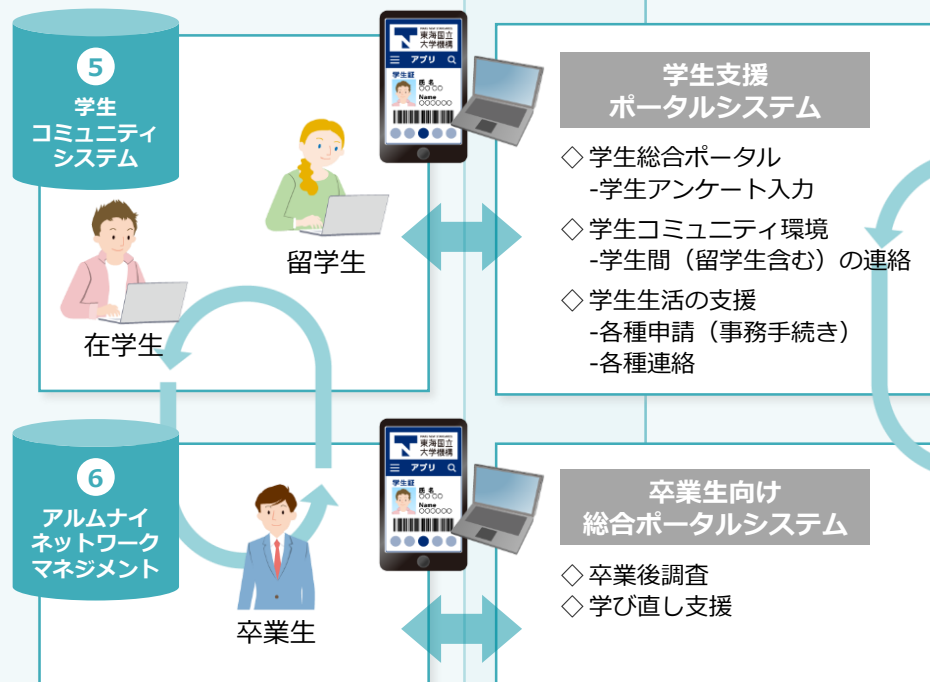 5
学生
コミュニティ
システム
東海国立
大学機構
アプリ
学生証
氏 名
○○ ○○
Name
○○○○○○
留学生
在学生
学生支援
ポータルシステム
◇ 学生総合ポータル
-学生アンケート入力
◇ 学生コミュニティ環境
-学生間（留学生含む）の連絡
◇ 学生生活の支援
-各種申請（事務手続き）
-各種連絡
6
アルムナイ
ネットワーク
マネジメント
東海国立
大学機構
アプリ
学生証
氏 名
○○ ○○
Name
○○○○○○
卒業生
卒業生向け
総合ポータルシステム
◇ 卒業後調査
◇ 学び直し支援